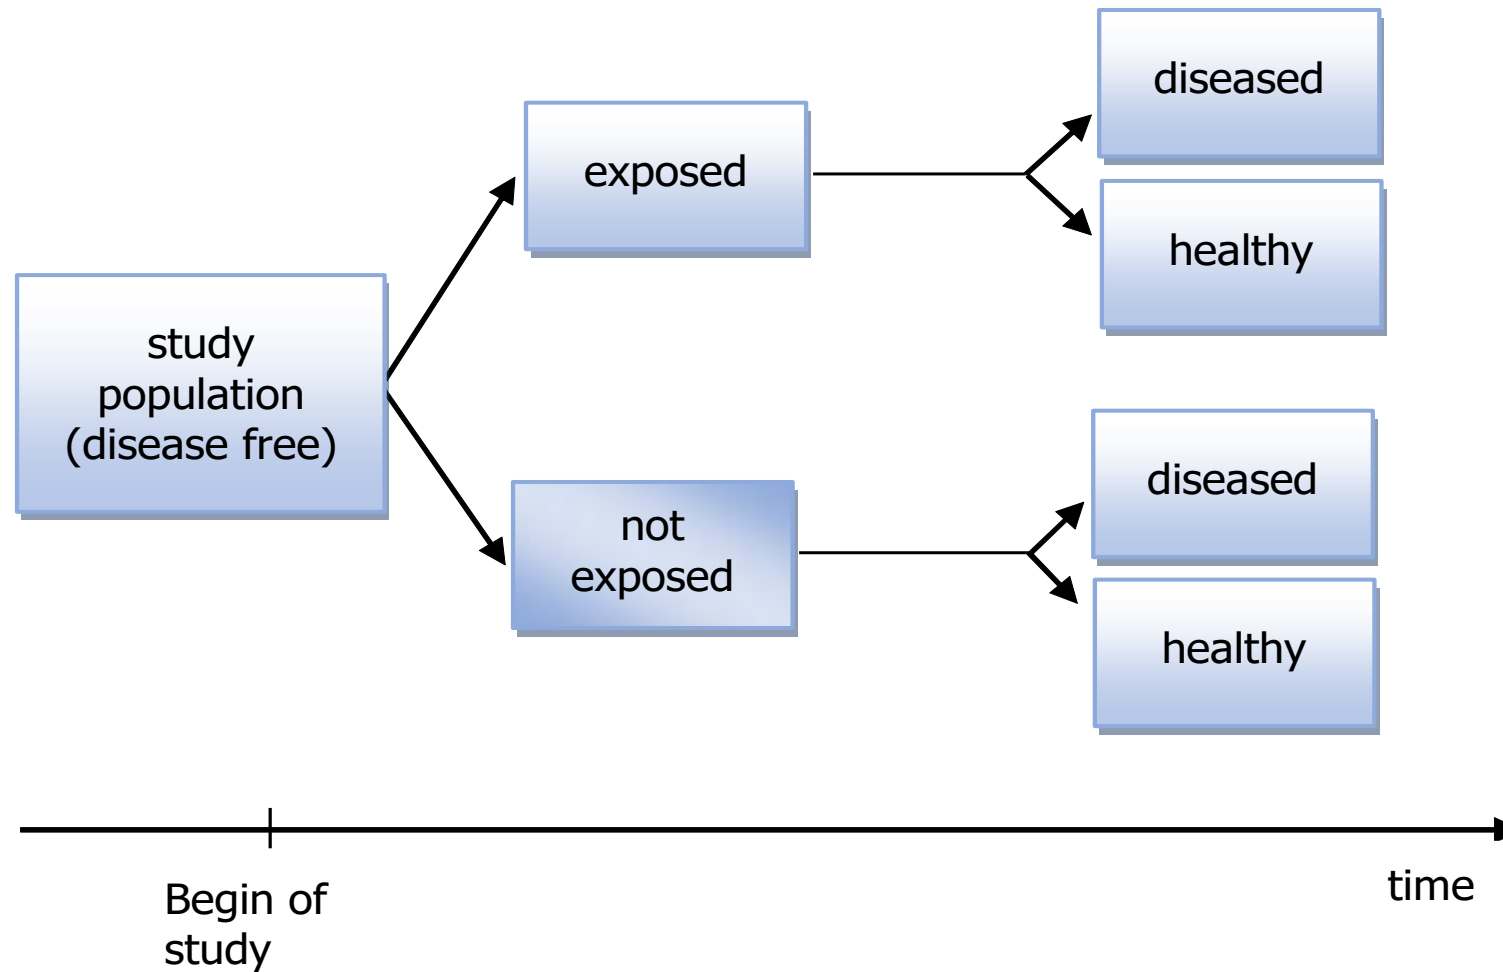 diseased
exposed
healthy
study
population
(disease free)
diseased
not
exposed
healthy
time
Begin of
study